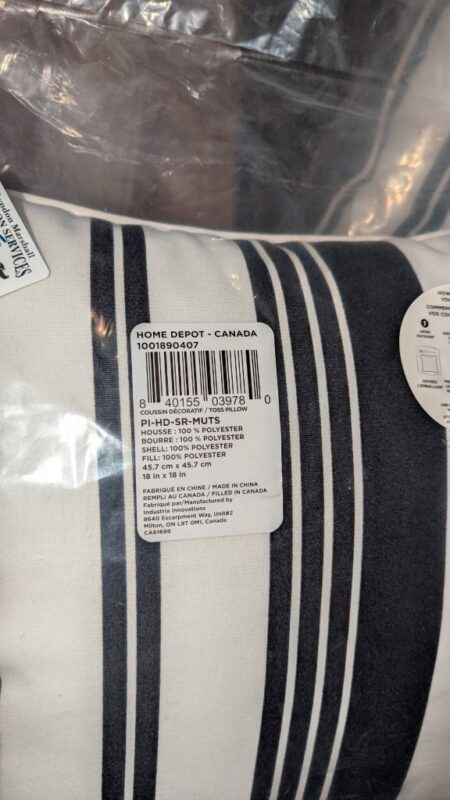 Marshall
N SERVICES
HOME DEPOT - CANADA
1001890407
8 40155 03978 0
COUSSIN DÉCORATIF / TOSS PILLOW
PI-HD-SR-MUTS
HOUSSE : 100 % POLYESTER
BOURRE : 100 % POLYESTER
SHELL: 100% POLYESTER
FILL: 100% POLYESTER
45.7 cm x 45.7 cm
18 in x 18 in
FABRIQUÉ EN CHINE / MADE IN CHINA
REMPLI AU CANADA / FILLED IN CANADA
Fabriqué par/Manufactured by
Industrix Innovations
8640 Escarpment Way, Unit#2
Milton, ON L9T 0M1, Canada